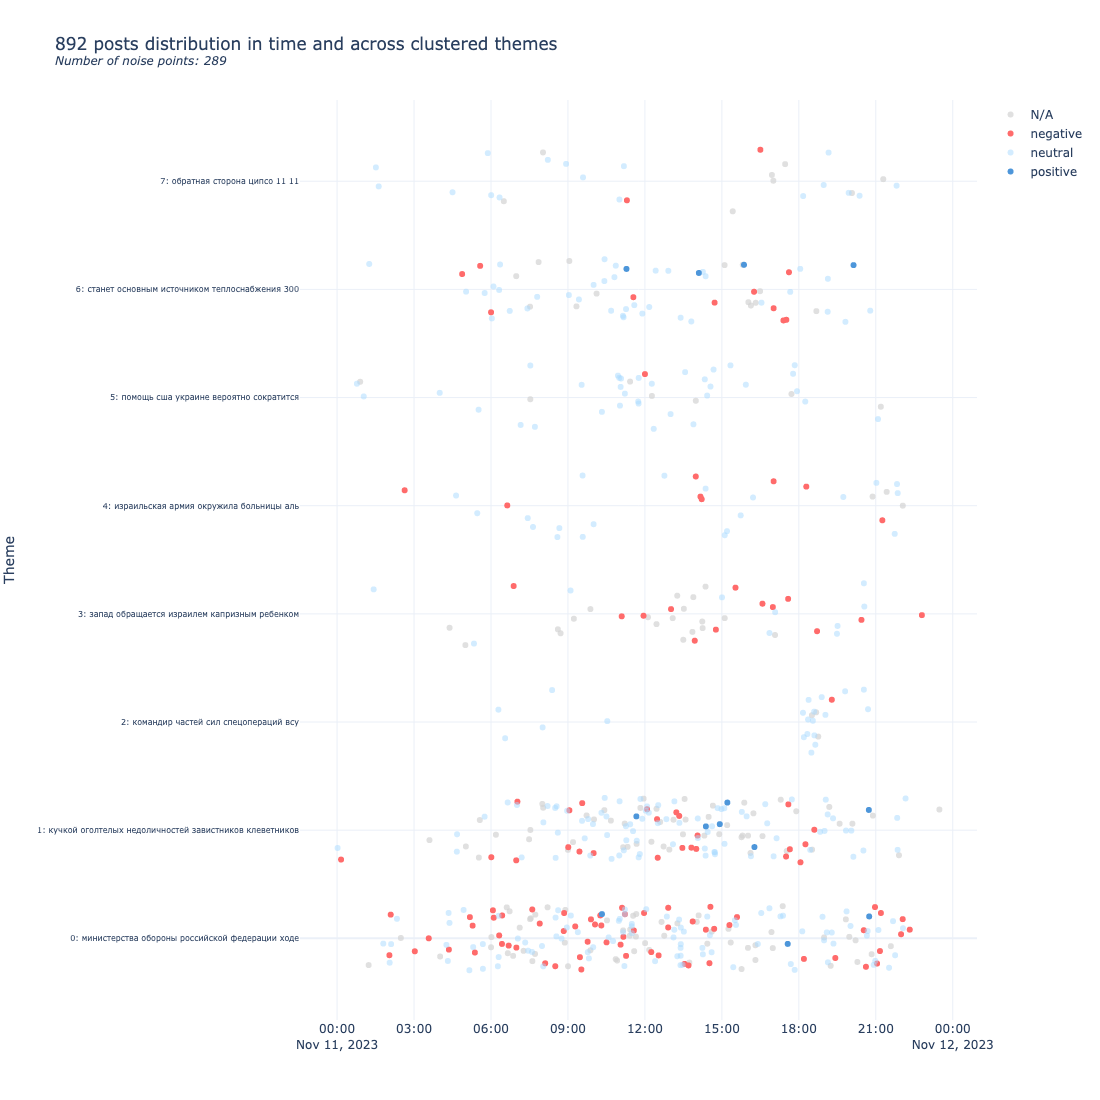 892 posts distribution in time and across clustered themes
Number of noise points: 289
N/A
negative
neutral
positive
7: обратная сторона ципсо 11 11
6: станет основным источником теплоснабжения 300
5: помощь сша украине вероятно сократится
4: израильская армия окружила больницы аль
3: запад обращается израилем капризным ребенком
2: командир частей сил спецопераций всу
1: кучкой оголтелых недоличностей завистников клеветников
0: министерства обороны российской федерации ходе
Theme
00:00 03:00 06:00 09:00 12:00 15:00 18:00 21:00 00:00
Nov 11, 2023 Nov 12, 2023